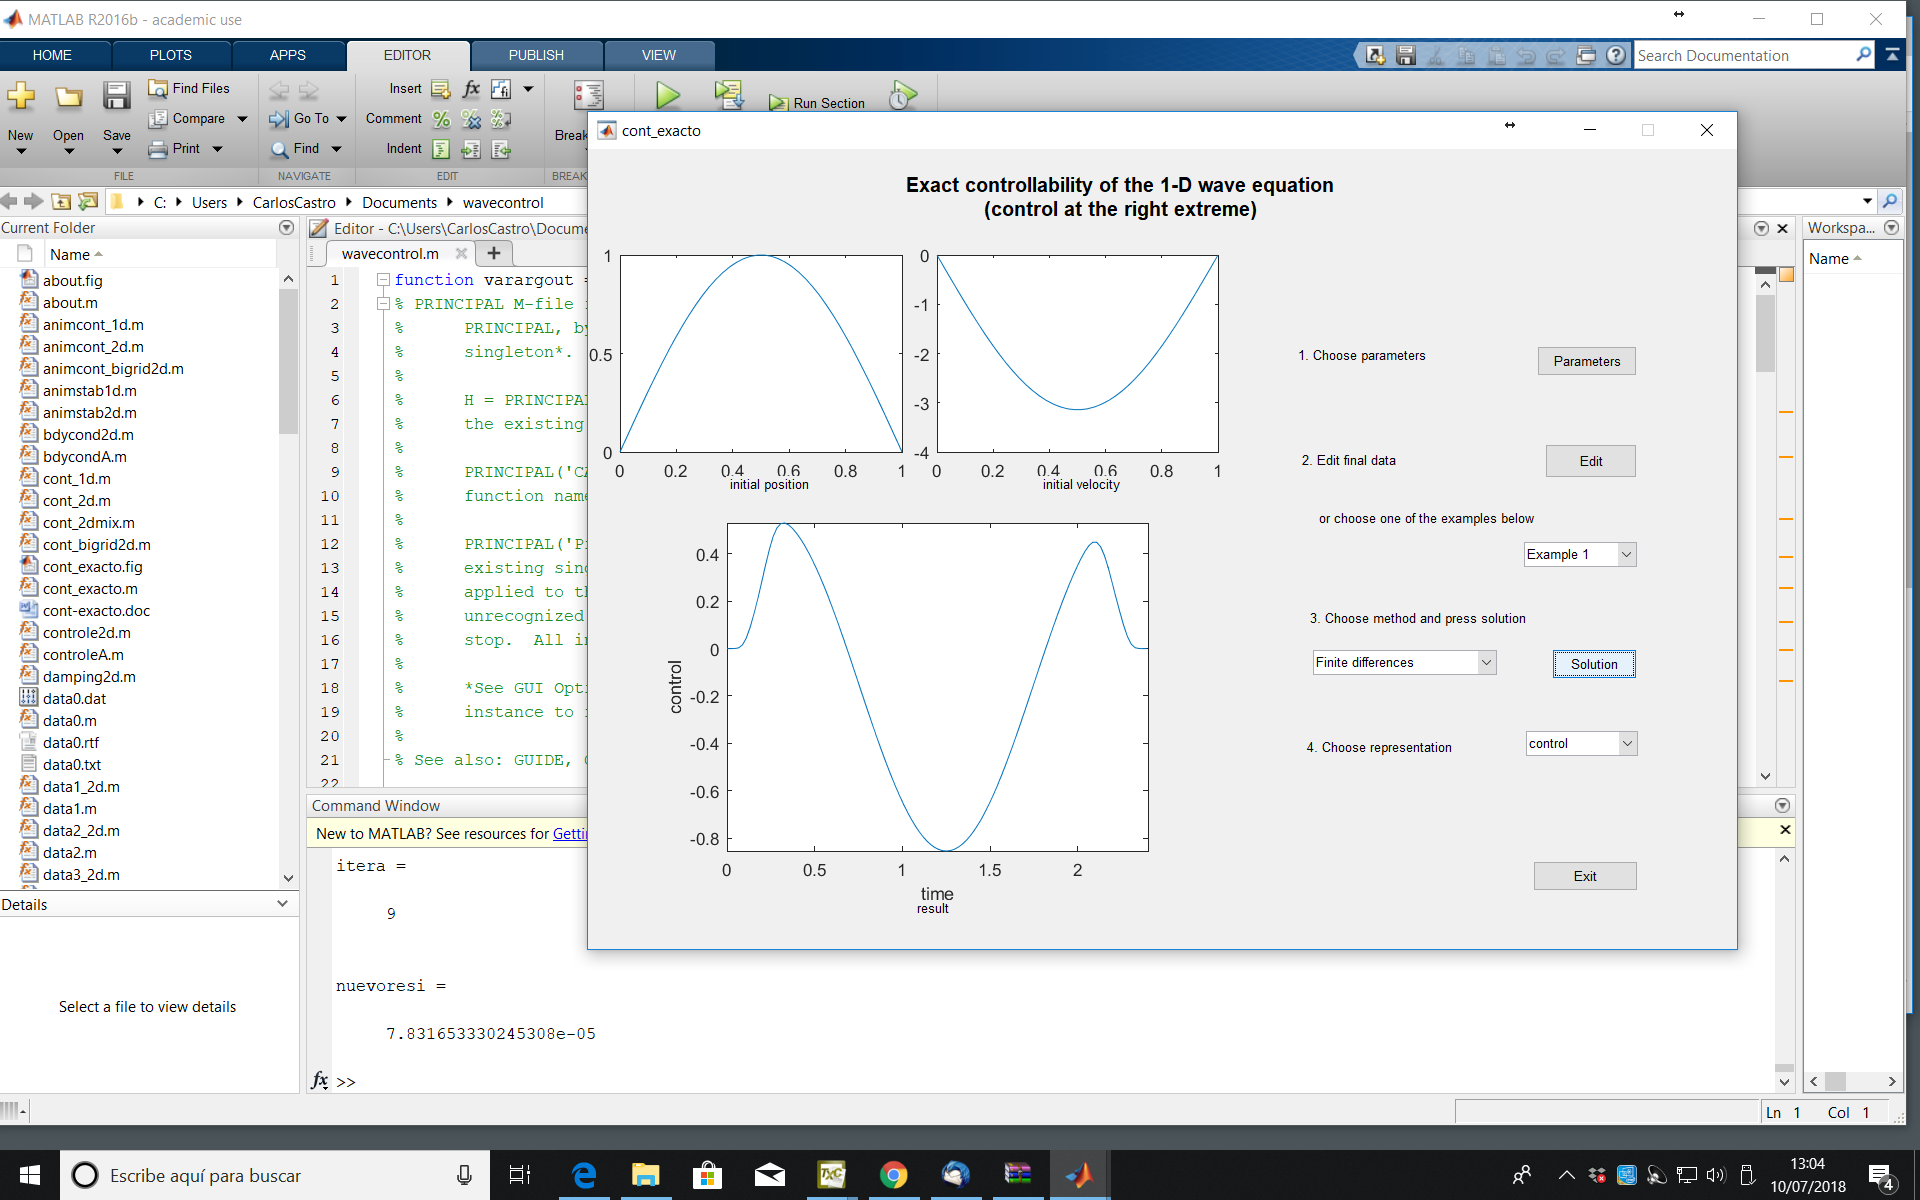 MATLAB R2016b - academic use
HOME PLOTS APPS EDITOR PUBLISH VIEW
Search Documentation
New Open Save
Find Files
Compare
Print
FILE
Go To
Find
NAVIGATE
Insert
Comment
Indent
EDIT
Run Section
C: Users CarlosCastro Documents wavecontrol
Current Folder
Name
about.fig
about.m
animcont_1d.m
animcont_2d.m
animcont_bigrid2d.m
animstab1d.m
animstab2d.m
bdycond2d.m
bdycondA.m
cont_1d.m
cont_2d.m
cont_2dmix.m
cont_bigrid2d.m
cont_exacto.fig
cont_exacto.m
cont-exacto.doc
controle2d.m
controleA.m
damping2d.m
data0.dat
data0.m
data0.rtf
data0.txt
data1_2d.m
data1.m
data2_2d.m
data2.m
data3_2d.m
Details
Select a file to view details
Editor - C:\Users\CarlosCastro\Docume
wavecontrol.m
1 function varargout =
2 % PRINCIPAL M-file
3 % PRINCIPAL, by
4 % singleton*.
5 %
6 % H = PRINCIPAL
7 % the existing
8 %
9 % PRINCIPAL('CA
10 % function name
11 %
12 % PRINCIPAL('P
13 % existing sin
14 % applied to t
15 % unrecognized
16 % stop. All in
17 %
18 % *See GUI Opt
19 % instance to
20 %
21 % See also: GUIDE,
22
Command Window
New to MATLAB? See resources for Getti
itera =
9
nuevoresi =
7.831653330245308e-05
fx >>
cont_exacto
Exact controllability of the 1-D wave equation
(control at the right extreme)
1
0.5
0
0 0.2 0.4 0.6 0.8 1
initial position
0
-1
-2
-3
-4
0 0.2 0.4 0.6 0.8 1
initial velocity
0.4
0.2
0
-0.2
-0.4
-0.6
-0.8
control
0 0.5 1 1.5 2
time
result
1. Choose parameters
Parameters
2. Edit final data
Edit
or choose one of the examples below
Example 1
3. Choose method and press solution
Finite differences
Solution
4. Choose representation
control
Exit
Workspa...
Name
Ln 1 Col 1
Escribe aquí para buscar
13:04
10/07/2018
4